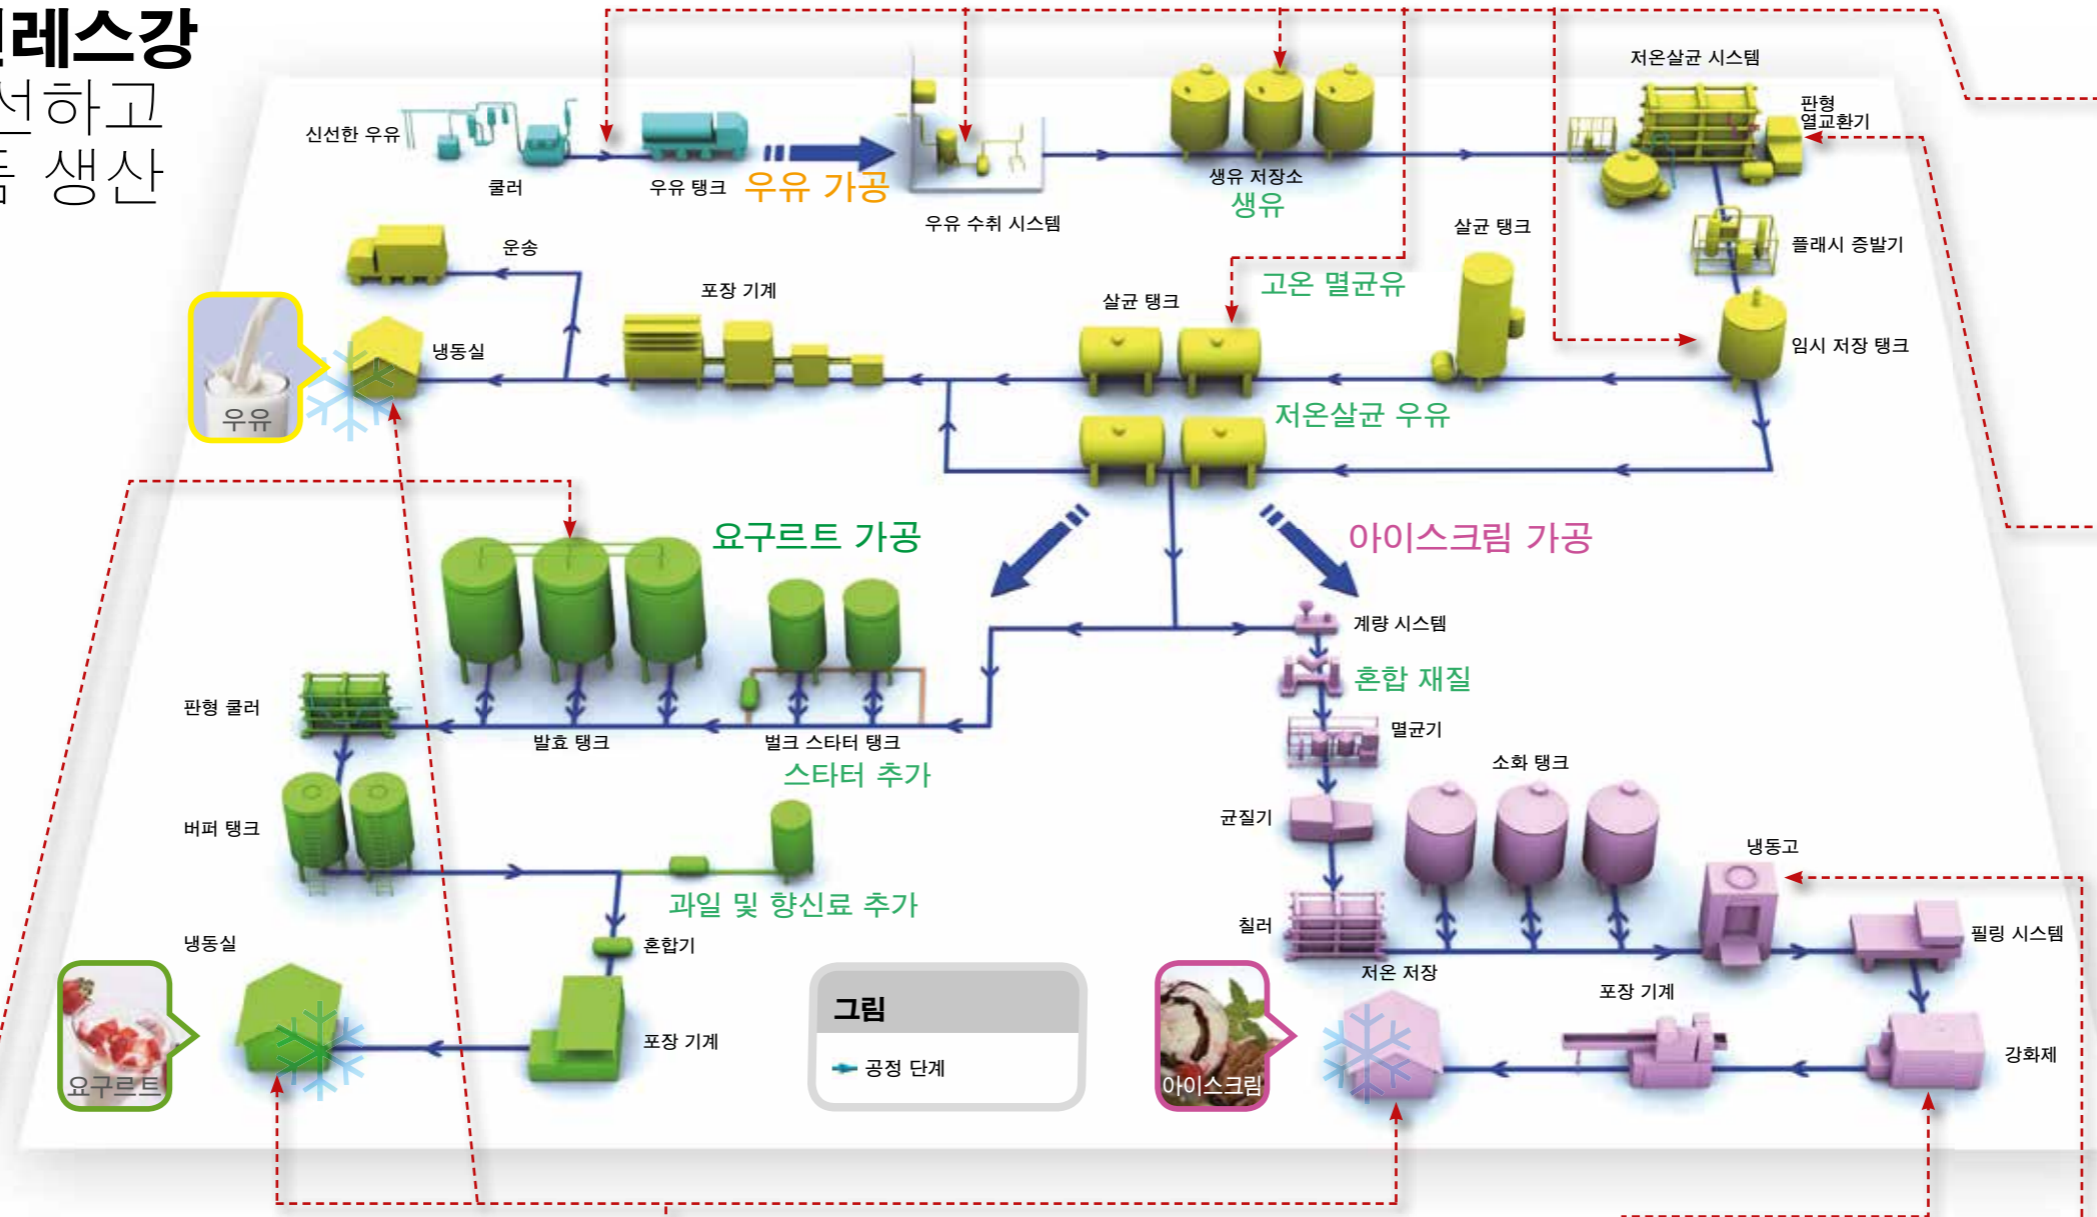 레스강
선하고
품 생산
저온살균 시스템
판형
열교환기
신선한 우유
쿨러
우유 탱크
우유 가공
우유 수취 시스템
생유 저장소
생유
플래시 증발기
살균 탱크
운송
포장 기계
살균 탱크
고온 멸균유
냉동실
임시 저장 탱크
우유
저온살균 우유
요구르트 가공
아이스크림 가공
계량 시스템
혼합 재질
판형 쿨러
발효 탱크
벌크 스타터 탱크
스타터 추가
멸균기
소화 탱크
버퍼 탱크
균질기
냉동고
과일 및 향신료 추가
냉동실
혼합기
칠러
저온 저장
필링 시스템
포장 기계
그림
공정 단계
포장 기계
강화제
요구르트
아이스크림